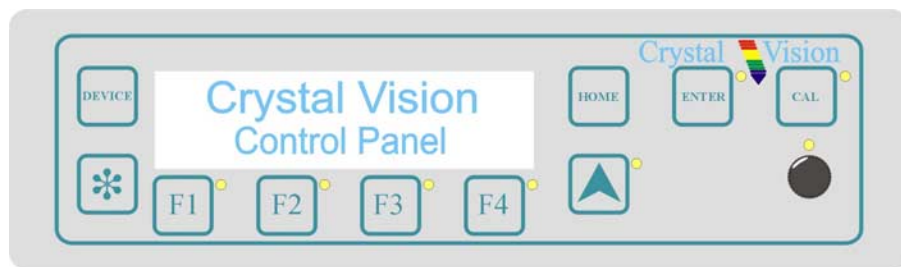 Crystal Vision
DEVICE
Crystal Vision
Control Panel
HOME
ENTER
CAL
F1
F2
F3
F4